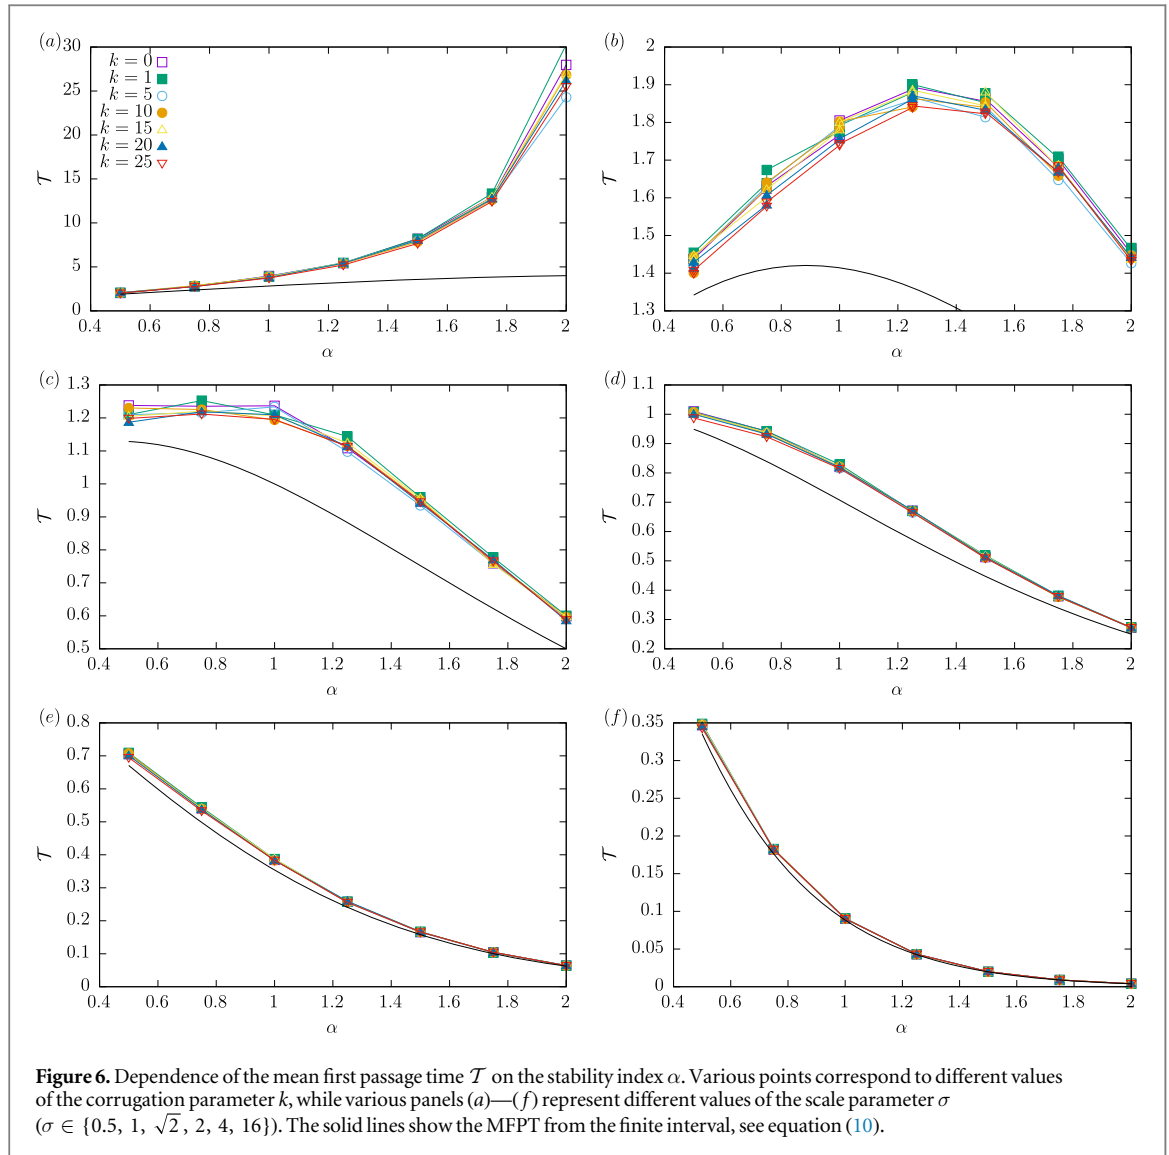 (a)
30
25
20
15
10
5
0
𝒯
k = 0
k = 1
k = 5
k = 10
k = 15
k = 20
k = 25
0.4 0.6 0.8 1 1.2 1.4 1.6 1.8 2
α
(b)
2
1.9
1.8
1.7
1.6
1.5
1.4
1.3
𝒯
0.4 0.6 0.8 1 1.2 1.4 1.6 1.8 2
α
(c)
1.3
1.2
1.1
1
0.9
0.8
0.7
0.6
0.5
𝒯
0.4 0.6 0.8 1 1.2 1.4 1.6 1.8 2
α
(d)
1.1
1
0.9
0.8
0.7
0.6
0.5
0.4
0.3
0.2
𝒯
0.4 0.6 0.8 1 1.2 1.4 1.6 1.8 2
α
(e)
0.8
0.7
0.6
0.5
0.4
0.3
0.2
0.1
0
𝒯
0.4 0.6 0.8 1 1.2 1.4 1.6 1.8 2
α
(f)
0.35
0.3
0.25
0.2
0.15
0.1
0.05
0
𝒯
0.4 0.6 0.8 1 1.2 1.4 1.6 1.8 2
α
Figure 6. Dependence of the mean first passage time 𝒯 on the stability index α. Various points correspond to different values
of the corrugation parameter k, while various panels (a)—(f) represent different values of the scale parameter σ
(σ ∈ {0.5, 1, √2, 2, 4, 16}). The solid lines show the MFPT from the finite interval, see equation (10).